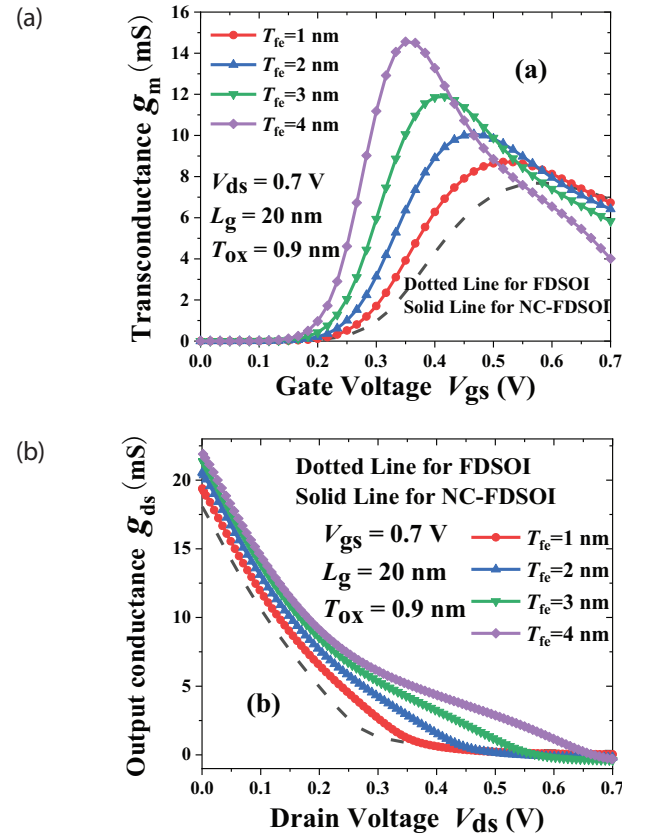 (a)
Transconductance gm (mS)
16
14
12
10
8
6
4
2
0
Tfe=1 nm
Tfe=2 nm
Tfe=3 nm
Tfe=4 nm
(a)
Vds = 0.7 V
Lg = 20 nm
Tox = 0.9 nm
Dotted Line for FDSOI
Solid Line for NC-FDSOI
0.0 0.1 0.2 0.3 0.4 0.5 0.6 0.7
Gate Voltage Vgs (V)
(b)
Output conductance gds (mS)
20
15
10
5
0
Dotted Line for FDSOI
Solid Line for NC-FDSOI
Vgs = 0.7 V
Lg = 20 nm
Tox = 0.9 nm
Tfe=1 nm
Tfe=2 nm
Tfe=3 nm
Tfe=4 nm
(b)
0.0 0.1 0.2 0.3 0.4 0.5 0.6 0.7
Drain Voltage Vds (V)